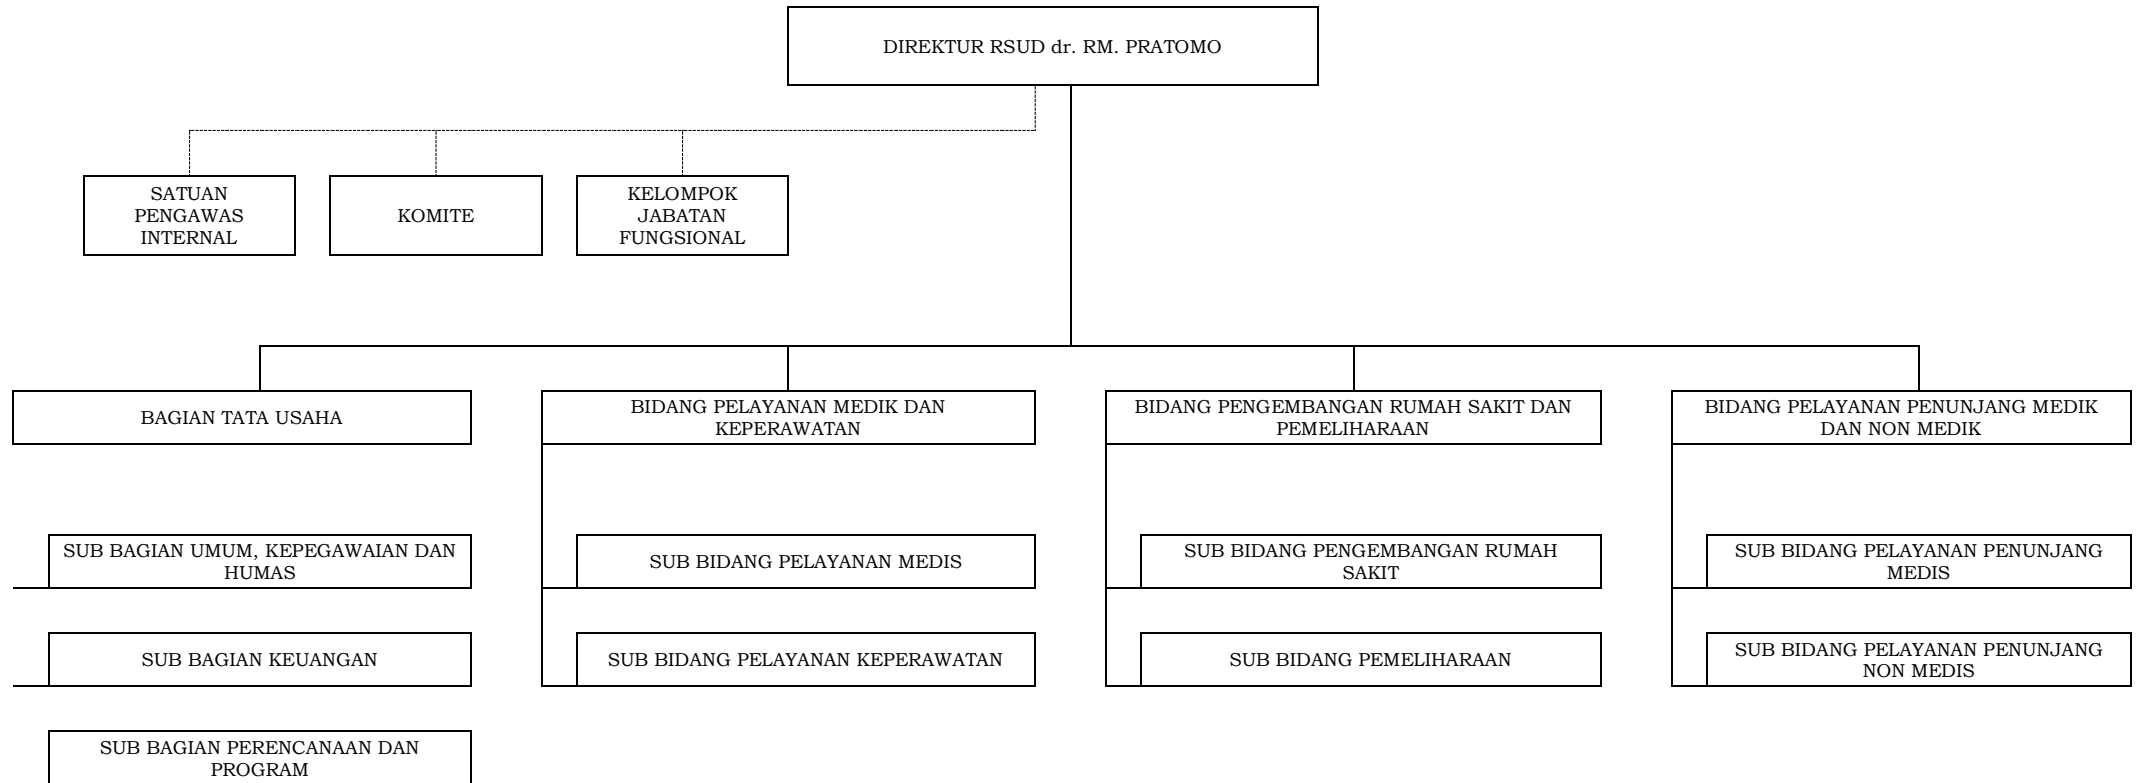 DIREKTUR RSUD dr. RM. PRATOMO
SATUAN
PENGAWAS
INTERNAL
KOMITE
KELOMPOK
JABATAN
FUNGSIONAL
BAGIAN TATA USAHA
BIDANG PELAYANAN MEDIK DAN
KEPERAWATAN
BIDANG PENGEMBANGAN RUMAH SAKIT DAN
PEMELIHARAAN
BIDANG PELAYANAN PENUNJANG MEDIK
DAN NON MEDIK
SUB BAGIAN UMUM, KEPEGAWAIAN DAN
HUMAS
SUB BIDANG PELAYANAN MEDIS
SUB BIDANG PENGEMBANGAN RUMAH
SAKIT
SUB BIDANG PELAYANAN PENUNJANG
MEDIS
SUB BAGIAN KEUANGAN
SUB BIDANG PELAYANAN KEPERAWATAN
SUB BIDANG PEMELIHARAAN
SUB BIDANG PELAYANAN PENUNJANG
NON MEDIS
SUB BAGIAN PERENCANAAN DAN
PROGRAM